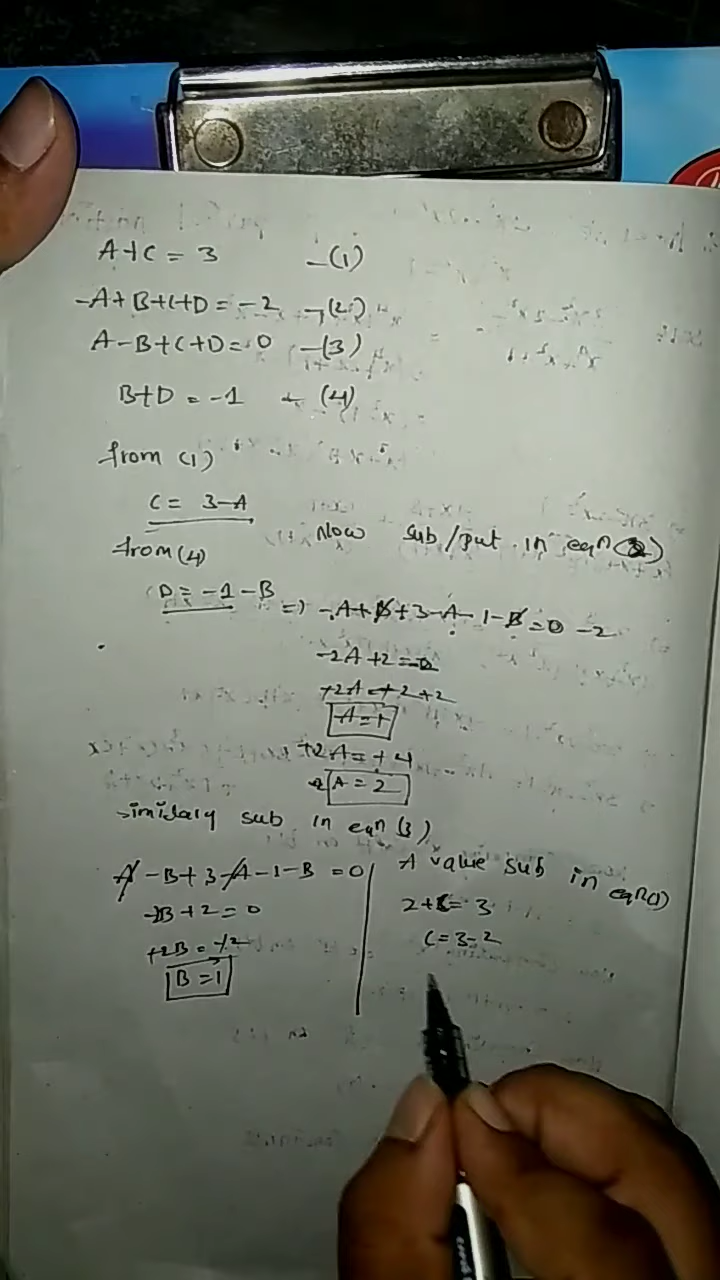 A+C = 3 —(1)
-A+B+C+D = -2 —(2)
A-B+C+D = 0 —(3)
B+D = -1 — (4)
from (1)
C = 3-A
from (4)
Now sub/put in eqn (2)
D = -1-B
=) -A+B+3-A-1-B = -2
-2A+2 = -2
+2A = +2+2
A=1
+2A = +4
A = 2
similary sub in eqn (3)
A-B+3-A-1-B = 0
-2B+2 = 0
+2B = +2
B = 1
A value sub in eqn (1)
2+C = 3
C = 3-2